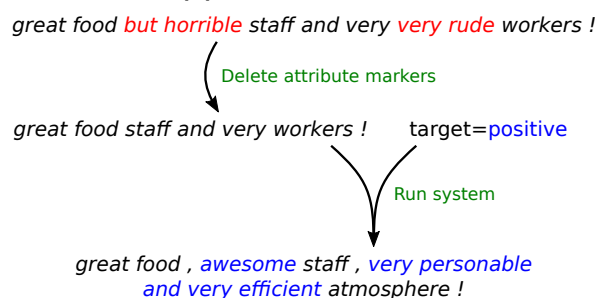 great food but horrible staff and very very rude workers !
Delete attribute markers
great food staff and very workers !
target=positive
Run system
great food , awesome staff , very personable
and very efficient atmosphere !